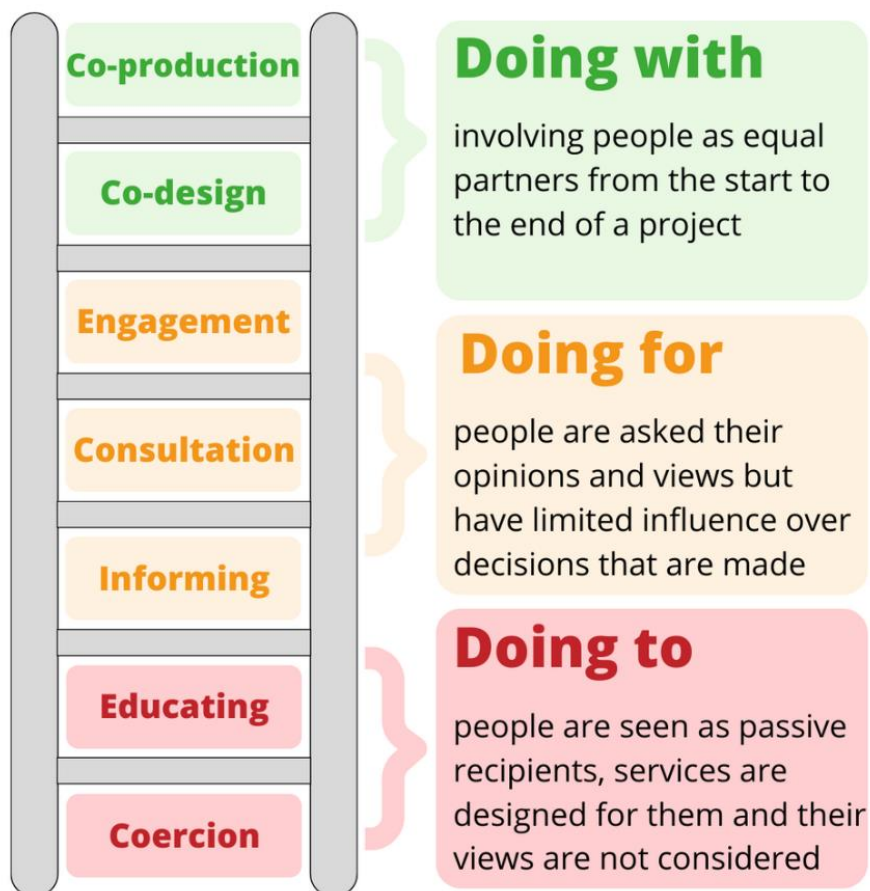 Co-production
Co-design
Engagement
Consultation
Informing
Educating
Coercion
Doing with
involving people as equal
partners from the start to
the end of a project
Doing for
people are asked their
opinions and views but
have limited influence over
decisions that are made
Doing to
people are seen as passive
recipients, services are
designed for them and their
views are not considered